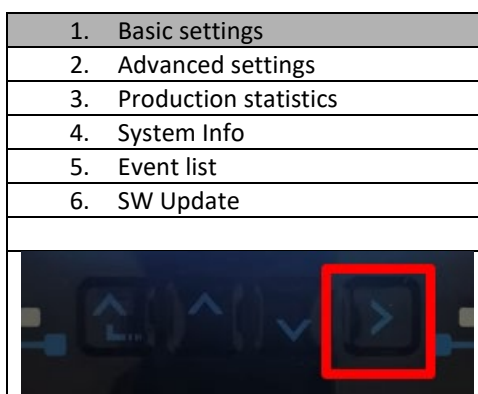 1. Basic settings
2. Advanced settings
3. Production statistics
4. System Info
5. Event list
6. SW Update